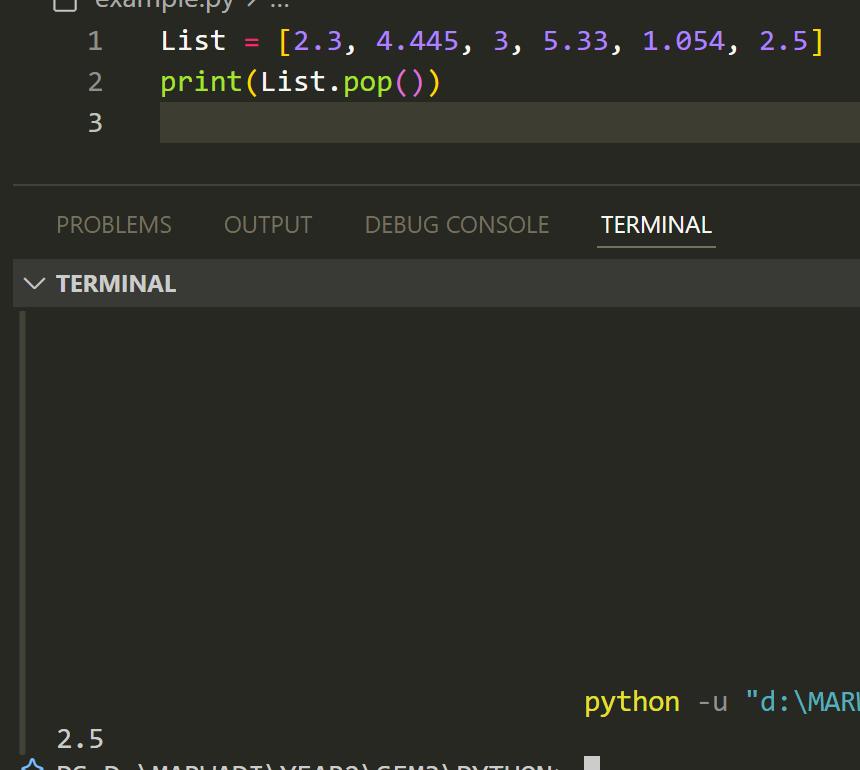 example.py > ...
1 List = [2.3, 4.445, 3, 5.33, 1.054, 2.5]
2 print(List.pop())
3
PROBLEMS OUTPUT DEBUG CONSOLE TERMINAL
TERMINAL
python -u "d:\MARW
2.5
PS D:\MARWADI\YEAR2\SEM3\PYTHON>